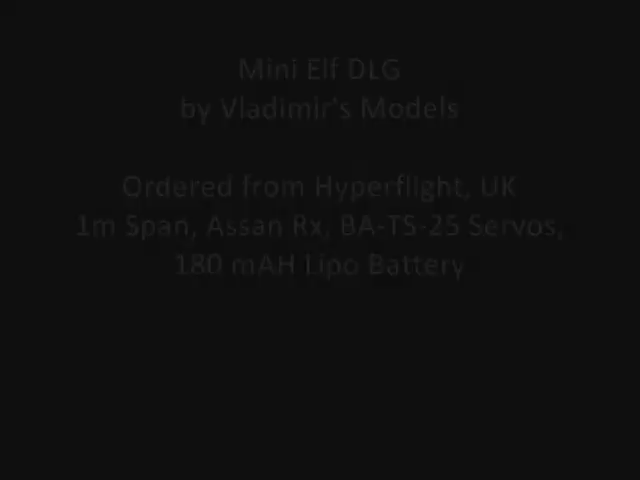 Mini Elf DLG
by Vladimir's Models
Ordered from Hyperflight, UK
1m Span, Assan Rx, BA-TS-25 Servos,
180 mAH Lipo Battery